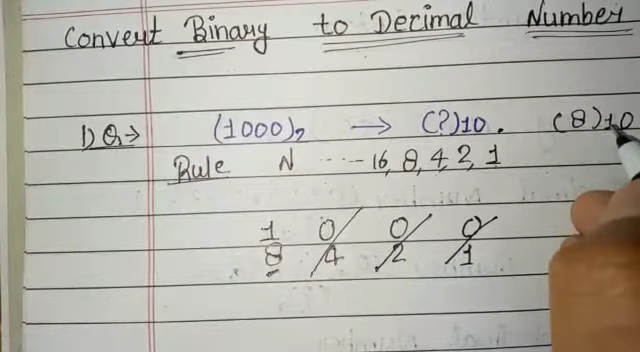 Convert Binary to Decimal Number
1) Q→ (1000)₂ → (?)10. (8)10
Rule N ---- 16, 8, 4, 2, 1
1 0 0 0
8 4 2 1